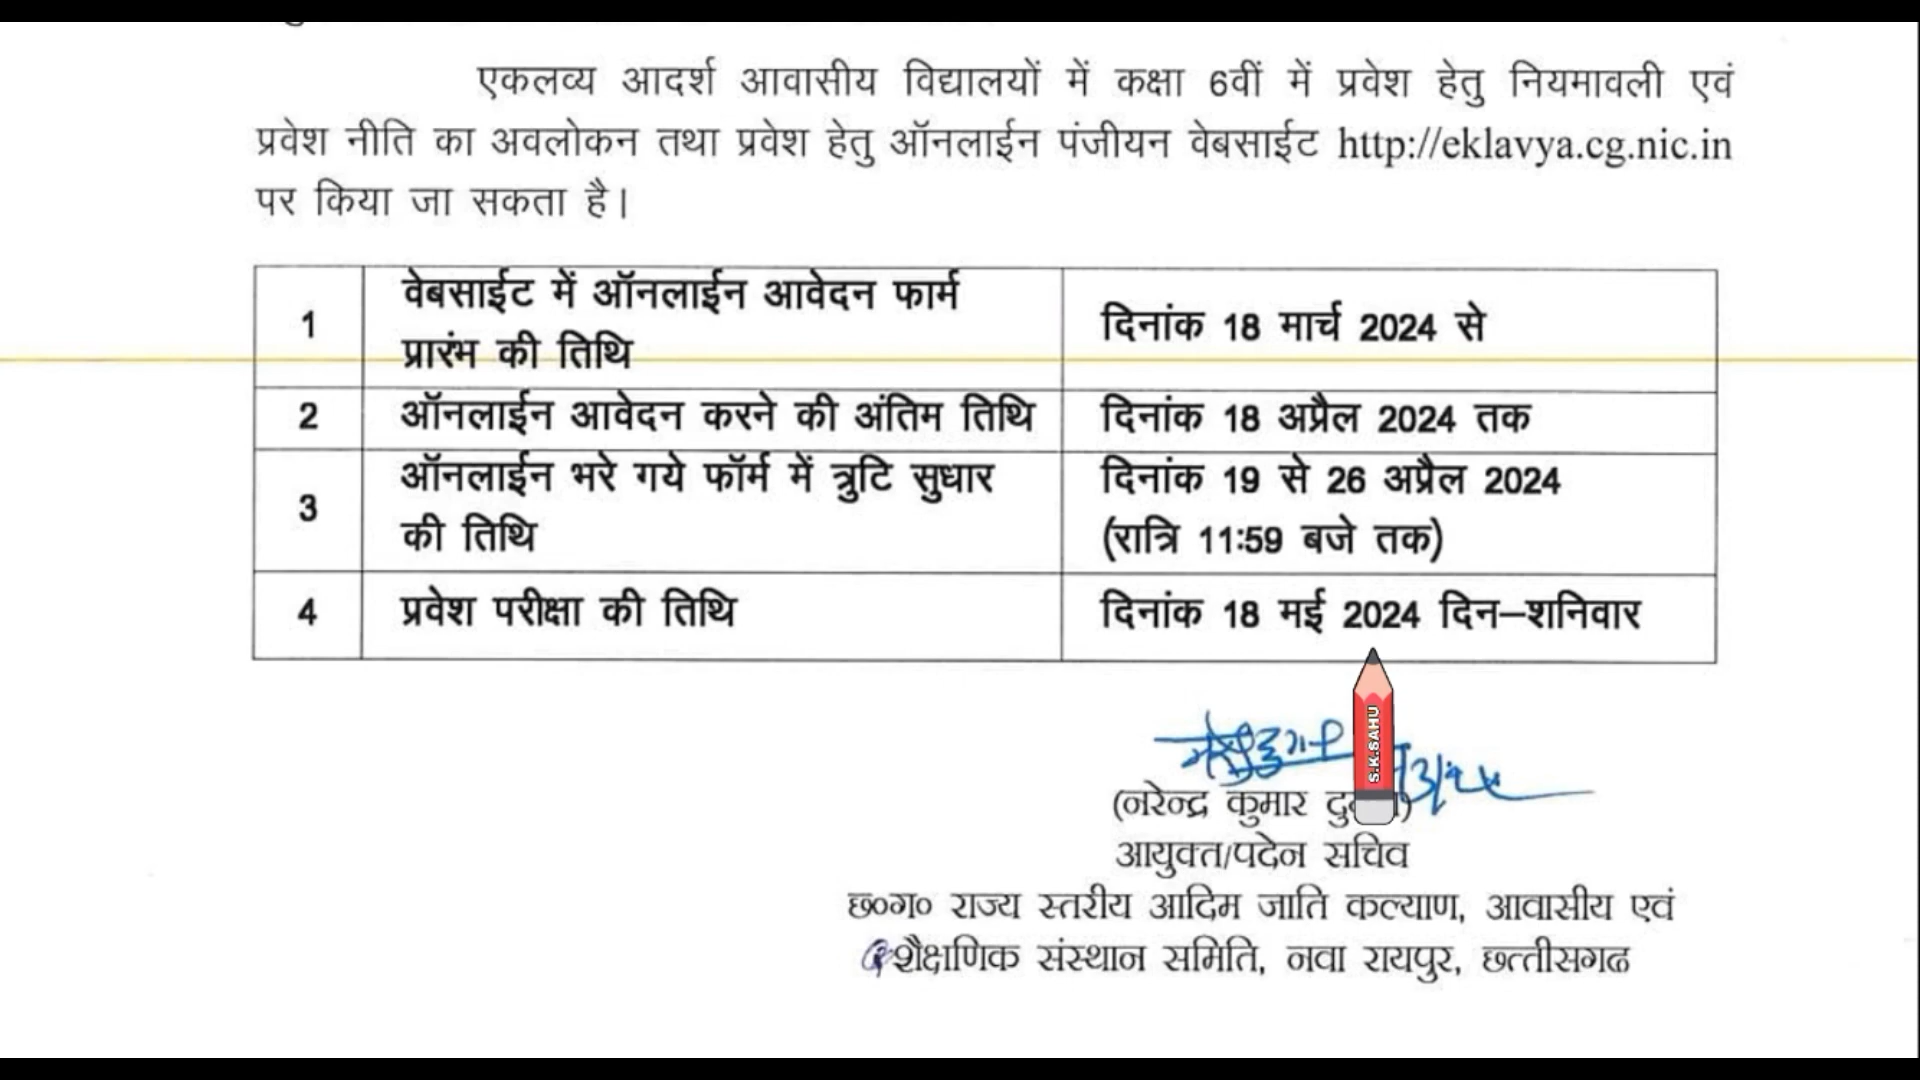 एकलव्य आदर्श आवासीय विद्यालयों में कक्षा 6वीं में प्रवेश हेतु नियमावली एवं
प्रवेश नीति का अवलोकन तथा प्रवेश हेतु ऑनलाईन पंजीयन वेबसाईट http://eklavya.cg.nic.in
पर किया जा सकता है।
1
वेबसाईट में ऑनलाईन आवेदन फार्म
प्रारंभ की तिथि
दिनांक 18 मार्च 2024 से
2
ऑनलाईन आवेदन करने की अंतिम तिथि
दिनांक 18 अप्रैल 2024 तक
3
ऑनलाईन भरे गये फॉर्म में त्रुटि सुधार
की तिथि
दिनांक 19 से 26 अप्रैल 2024
(रात्रि 11:59 बजे तक)
4
प्रवेश परीक्षा की तिथि
दिनांक 18 मई 2024 दिन–शनिवार
S.K.SAHU
(नरेन्द्र कुमार
आयुक्त/पदेन सचिव
छ०ग० राज्य स्तरीय आदिम जाति कल्याण, आवासीय एवं
शैक्षणिक संस्थान समिति, नवा रायपुर, छत्तीसगढ